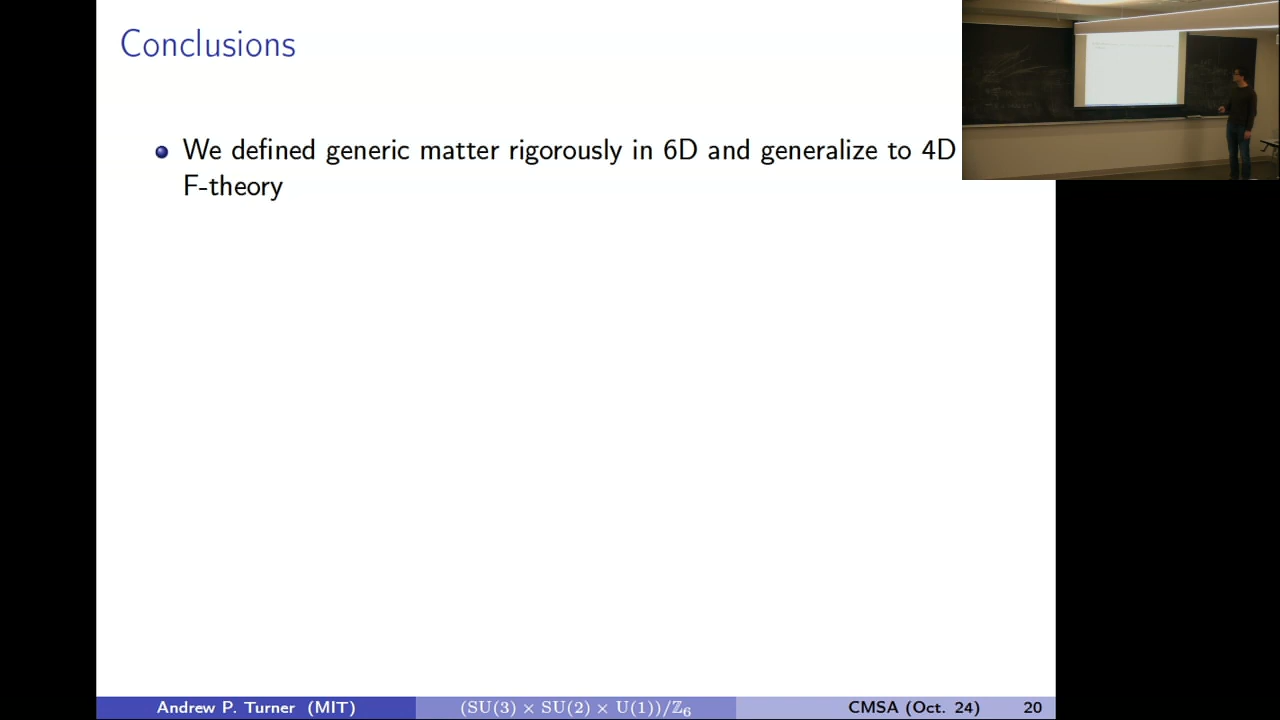 Conclusions
We defined generic matter rigorously in 6D and generalize to 4D
F-theory
Andrew P. Turner (MIT) (SU(3) × SU(2) × U(1))/ℤ₆ CMSA (Oct. 24) 20